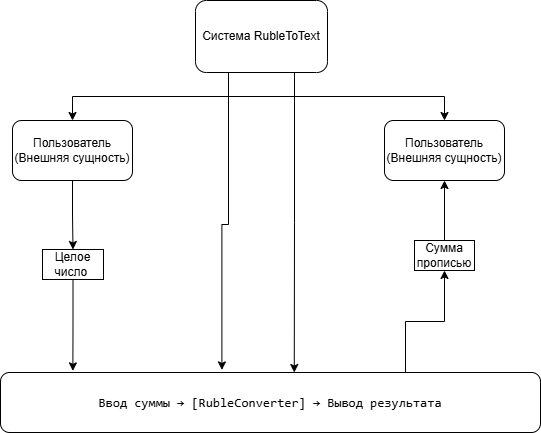 Система RubleToText
Пользователь
(Внешняя сущность)
Пользователь
(Внешняя сущность)
Целое
число
Сумма
прописью
Ввод суммы → [RubleConverter] → Вывод результата